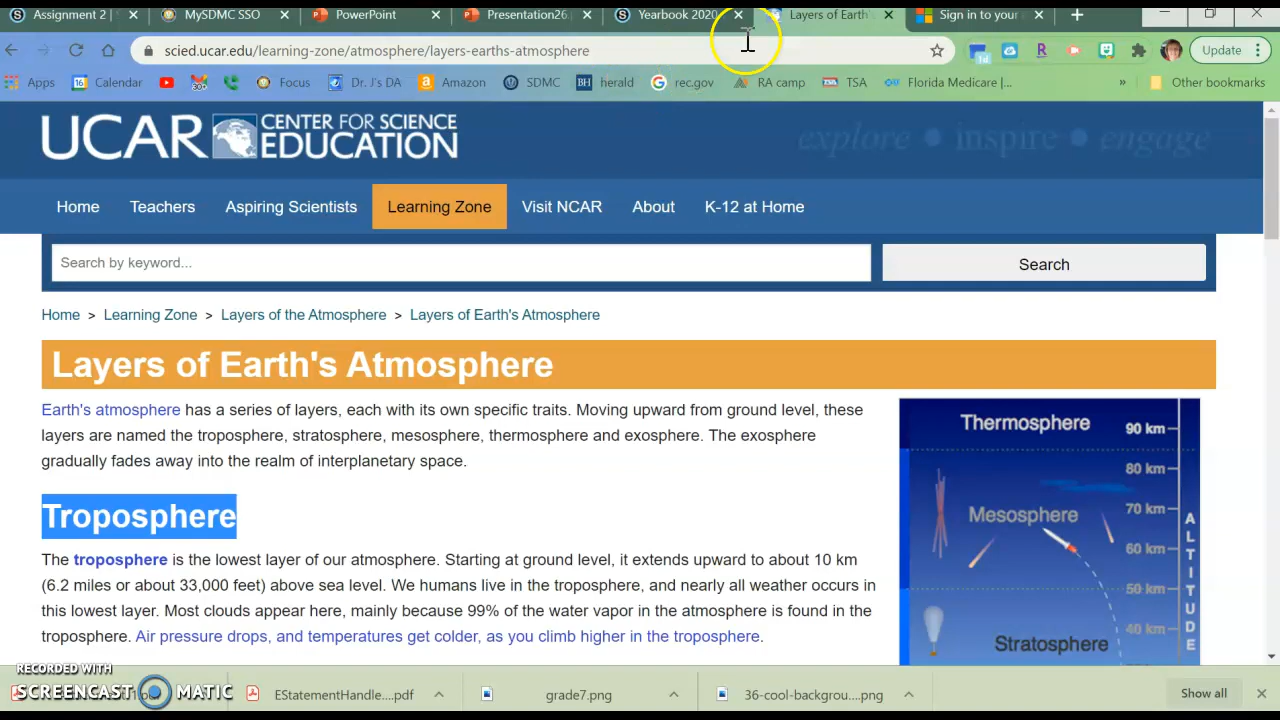 Assignment 2 |
MySDMC SSO
PowerPoint
Presentation26.
Yearbook 2020
Layers of Earth's
Sign in to your
scied.ucar.edu/learning-zone/atmosphere/layers-earths-atmosphere
Update
Apps
Calendar
Focus
Dr. J's DA
Amazon
SDMC
BH herald
rec.gov
RA camp
TSA
Florida Medicare |...
»
Other bookmarks
UCAR CENTER FOR SCIENCE EDUCATION
explore • inspire • engage
Home Teachers Aspiring Scientists Learning Zone Visit NCAR About K-12 at Home
Search by keyword...
Search
Home > Learning Zone > Layers of the Atmosphere > Layers of Earth's Atmosphere
Layers of Earth's Atmosphere
Earth's atmosphere has a series of layers, each with its own specific traits. Moving upward from ground level, these
layers are named the troposphere, stratosphere, mesosphere, thermosphere and exosphere. The exosphere
gradually fades away into the realm of interplanetary space.
Troposphere
The troposphere is the lowest layer of our atmosphere. Starting at ground level, it extends upward to about 10 km
(6.2 miles or about 33,000 feet) above sea level. We humans live in the troposphere, and nearly all weather occurs in
this lowest layer. Most clouds appear here, mainly because 99% of the water vapor in the atmosphere is found in the
troposphere. Air pressure drops, and temperatures get colder, as you climb higher in the troposphere.
Thermosphere
90 km
80 km
Mesosphere
70 km
60 km
50 km
Stratosphere
40 km
ALTITUDE
RECORDED WITH
SCREENCAST MATIC
EStatementHandle....pdf
grade7.png
36-cool-backgrou....png
Show all